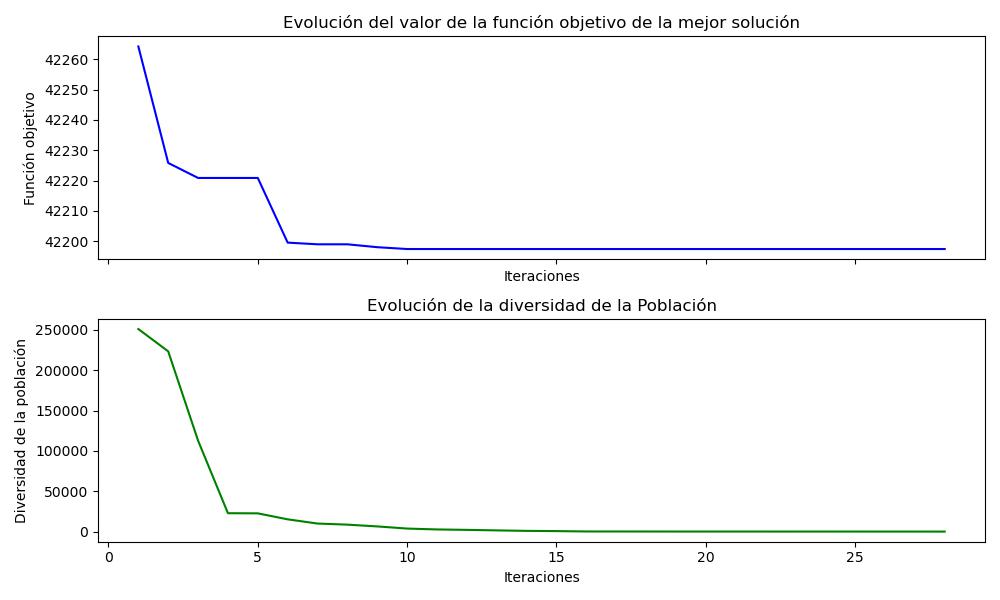 Evolución del valor de la función objetivo de la mejor solución
42260
42250
42240
42230
42220
42210
42200
Función objetivo
Iteraciones
Evolución de la diversidad de la Población
250000
200000
150000
100000
50000
0
Diversidad de la población
0 5 10 15 20 25
Iteraciones